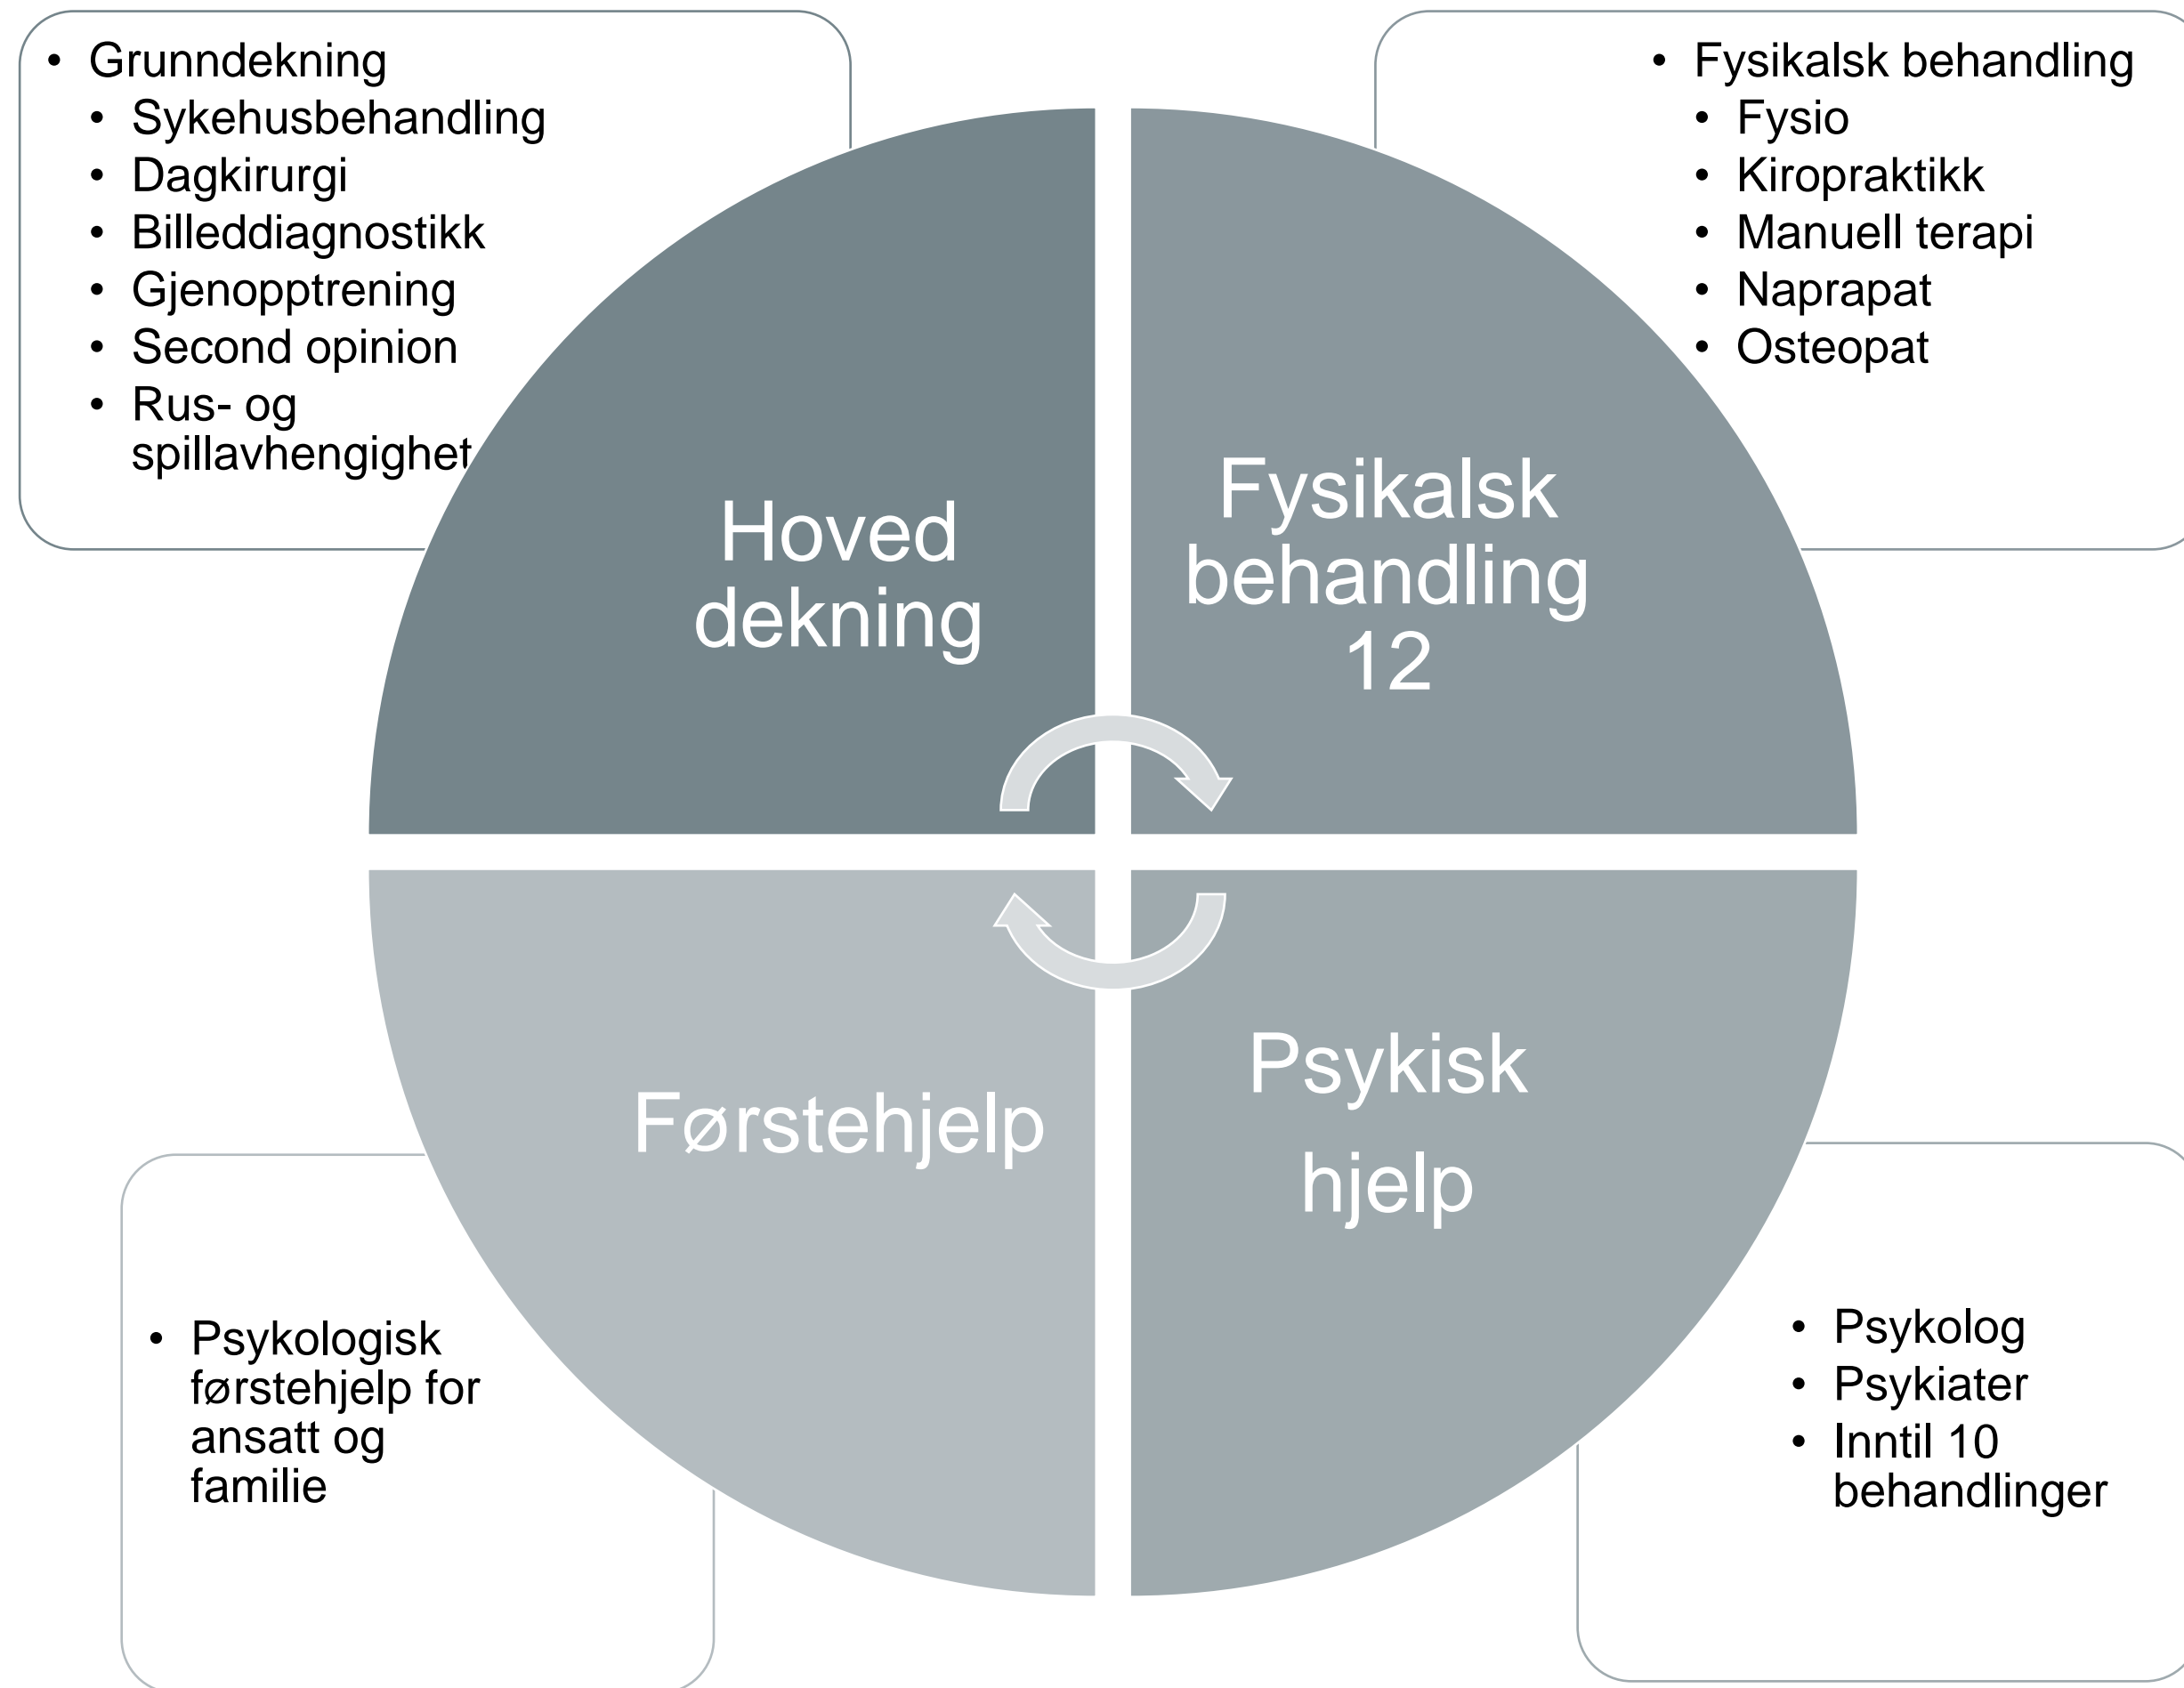 • Grunndekning
• Sykehusbehandling
• Dagkirurgi
• Billeddiagnostikk
• Gjenopptrening
• Second opinion
• Rus- og
spillavhengighet
• Fysikalsk behandling
• Fysio
• Kiropraktikk
• Manuell terapi
• Naprapat
• Osteopat
Hoved
dekning
Fysikalsk
behandling
12
Førstehjelp
Psykisk
hjelp
• Psykologisk
førstehjelp for
ansatt og
familie
• Psykolog
• Psykiater
• Inntil 10
behandlinger